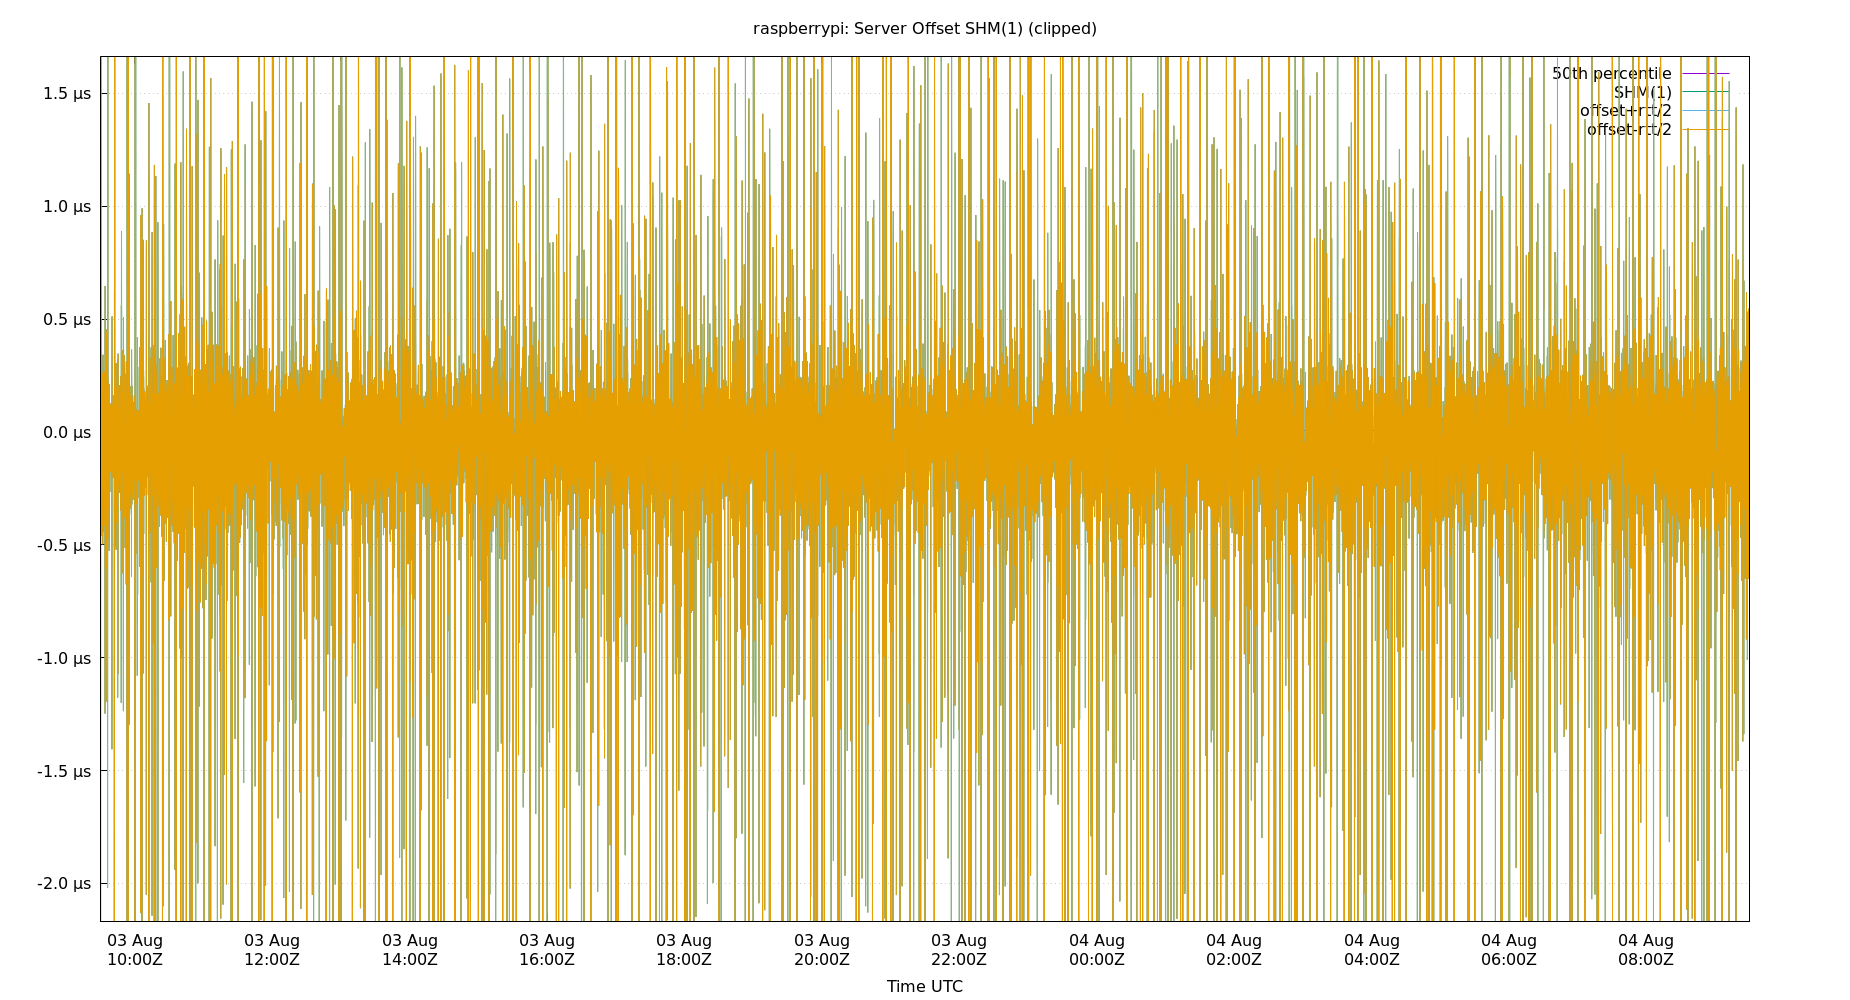 raspberrypi: Server Offset SHM(1) (clipped)
50th percentile
SHM(1)
offset+rtt/2
offset-rtt/2
1.5 µs
1.0 µs
0.5 µs
0.0 µs
-0.5 µs
-1.0 µs
-1.5 µs
-2.0 µs
03 Aug 03 Aug 03 Aug 03 Aug 03 Aug 03 Aug 03 Aug 04 Aug 04 Aug 04 Aug 04 Aug 04 Aug
10:00Z 12:00Z 14:00Z 16:00Z 18:00Z 20:00Z 22:00Z 00:00Z 02:00Z 04:00Z 06:00Z 08:00Z
Time UTC